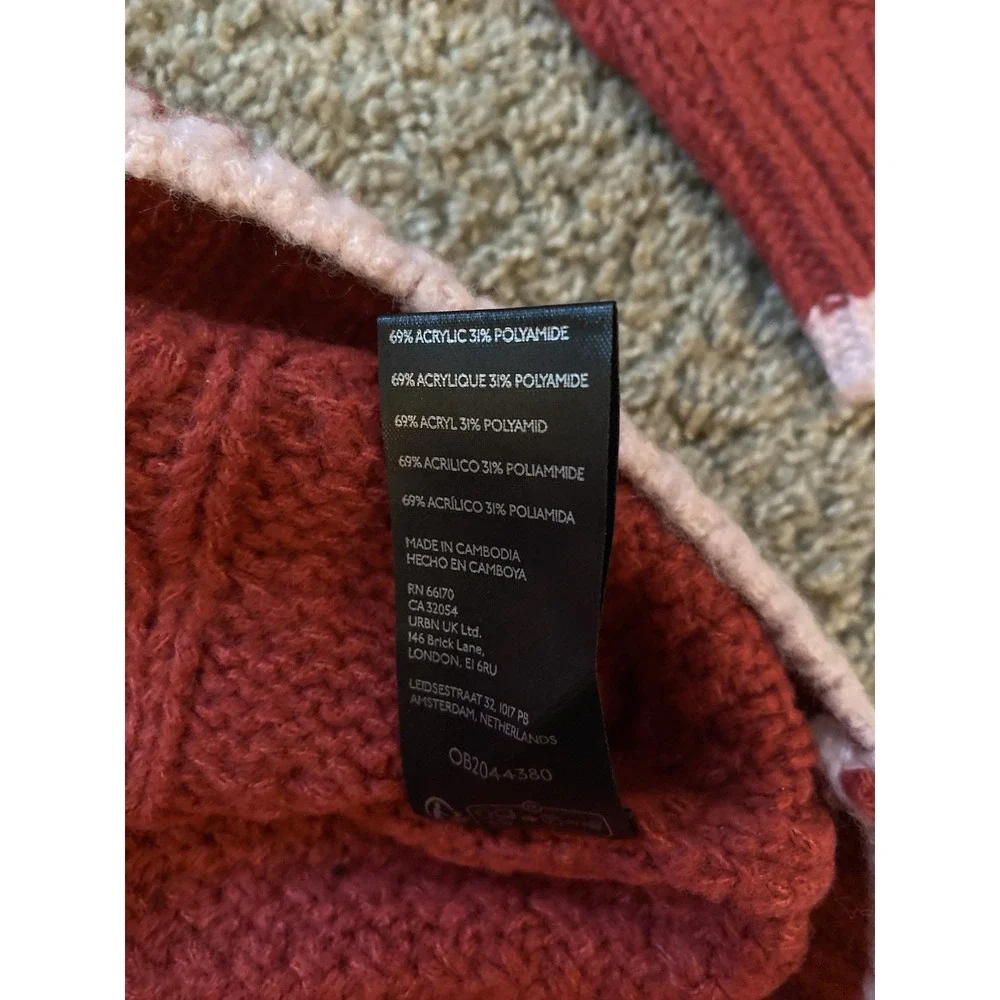 69% ACRYLIC 31% POLYAMIDE
69% ACRYLIQUE 31% POLYAMIDE
69% ACRYL 31% POLYAMID
69% ACRILICO 31% POLIAMMIDE
69% ACRÍLICO 31% POLIAMIDA
MADE IN CAMBODIA
HECHO EN CAMBOYA
RN 66170
CA 32054
URBN UK Ltd.
146 Brick Lane,
LONDON, E1 6RU
LEIDSESTRAAT 32, 1017 PB
AMSTERDAM, NETHERLANDS
OB2044380